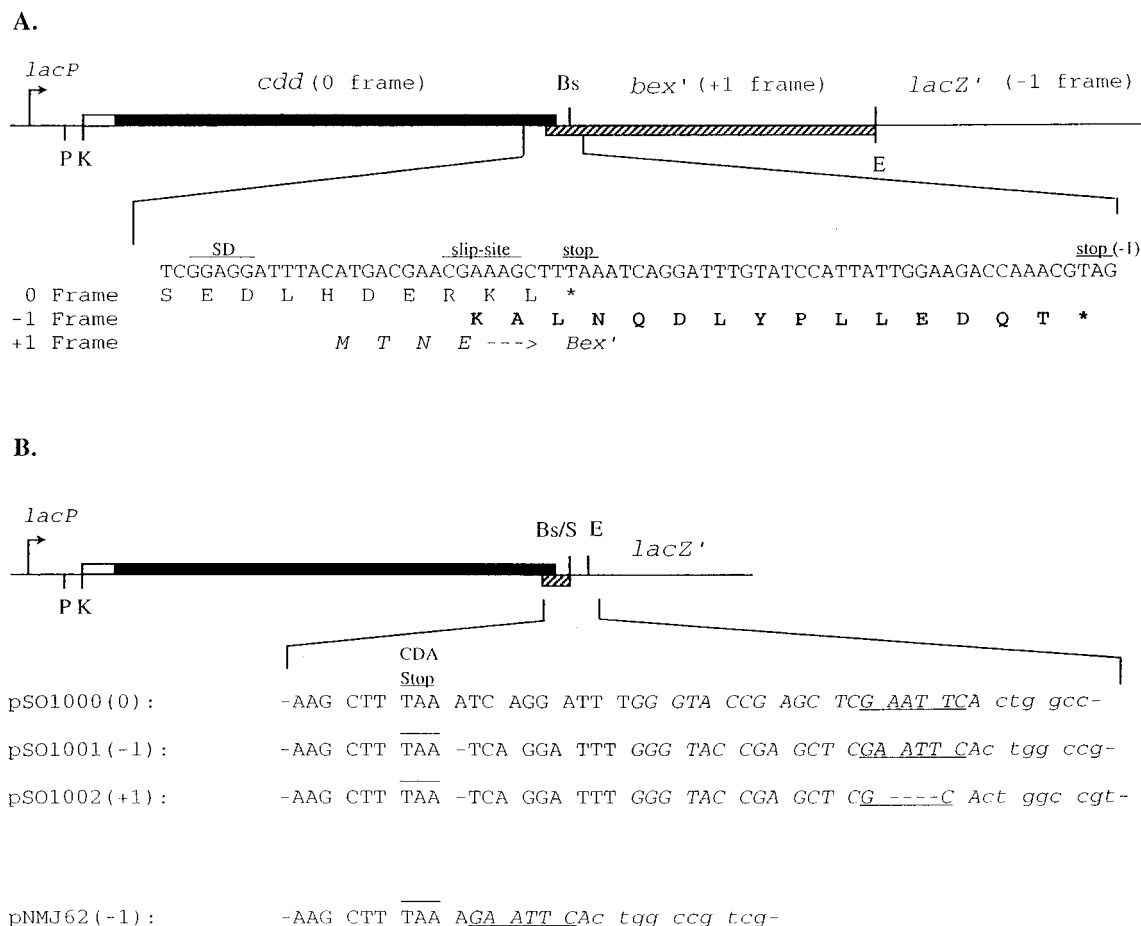 A.
lacP
cdd (0 frame)
Bs
bex' (+1 frame)
lacZ' (-1 frame)
P K
E
SD
slip-site
stop
stop (-1)
TCGGAGGATTTACATGACGAACGAAAGCTTTAAATCAGGATTTGTATCCATTATTGGAAGACCAAACGTAG
0 Frame S E D L H D E R K L *
-1 Frame K A L N Q D L Y P L L E D Q T *
+1 Frame M T N E ---> Bex'
B.
lacP
Bs/S E
lacZ'
P K
CDA
Stop
pSO1000(0): -AAG CTT TAA ATC AGG ATT TGG GTA CCG AGC TCG AAT TCA ctg gcc-
pSO1001(-1): -AAG CTT TAA -TCA GGA TTT GGG TAC CGA GCT CGA ATT CAc tgg ccg-
pSO1002(+1): -AAG CTT TAA -TCA GGA TTT GGG TAC CGA GCT CG ----C Act ggc cgt-
pNMJ62(-1): -AAG CTT TAA AGA ATT CAc tgg ccg tcg-